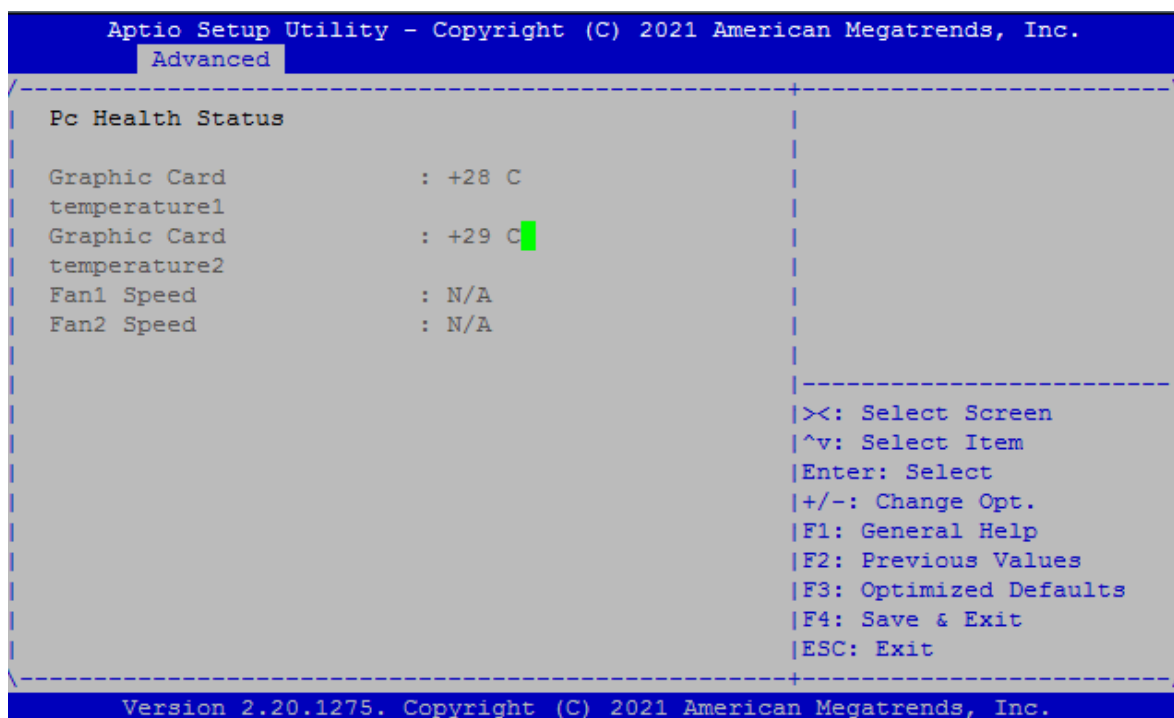 Aptio Setup Utility - Copyright (C) 2021 American Megatrends, Inc.
Advanced
Pc Health Status
Graphic Card : +28 C
temperature1
Graphic Card : +29 C
temperature2
Fan1 Speed : N/A
Fan2 Speed : N/A
><: Select Screen
^v: Select Item
Enter: Select
+/-: Change Opt.
F1: General Help
F2: Previous Values
F3: Optimized Defaults
F4: Save & Exit
ESC: Exit
Version 2.20.1275. Copyright (C) 2021 American Megatrends, Inc.